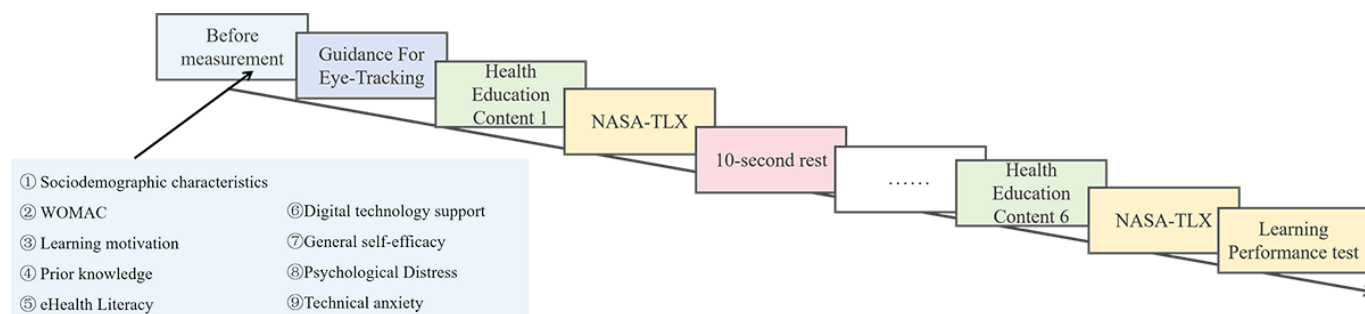 Before
measurement
Guidance For
Eye-Tracking
Health
Education
Content 1
NASA-TLX
10-second rest
......
Health
Education
Content 6
NASA-TLX
Learning
Performance test
① Sociodemographic characteristics
② WOMAC
③ Learning motivation
④ Prior knowledge
⑤ eHealth Literacy
⑥Digital technology support
⑦General self-efficacy
⑧Psychological Distress
⑨Technical anxiety